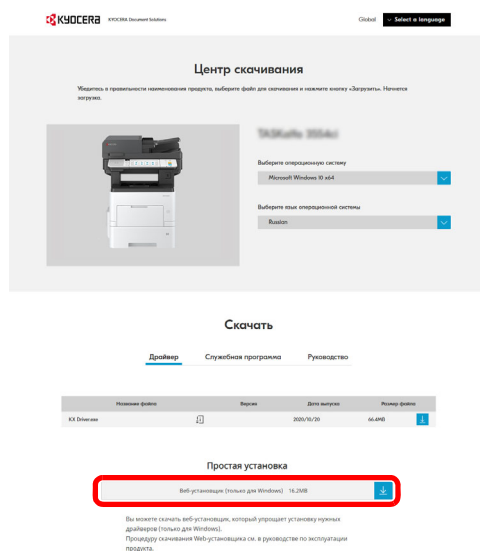 KYOCERA KYOCERA Document Solutions Global Select a language
Центр скачивания
Убедитесь в правильности наименования продукта, выберите файл для скачивания и нажмите кнопку «Загрузить». Начнется
загрузка.
Выберите операционную систему
Microsoft Windows 10 x64
Выберите язык операционной системы
Russian
Скачать
Драйвер Служебная программа Руководство
Название файла Версия Дата выпуска Размер файла
KX Driver.exe 2020/10/20 66.4MB
Простая установка
Веб-установщик (только для Windows) 16.2MB
Вы можете скачать веб-установщик, который упрощает установку нужных
драйверов (только для Windows).
Процедуру скачивания Web-установщика см. в руководстве по эксплуатации
продукта.